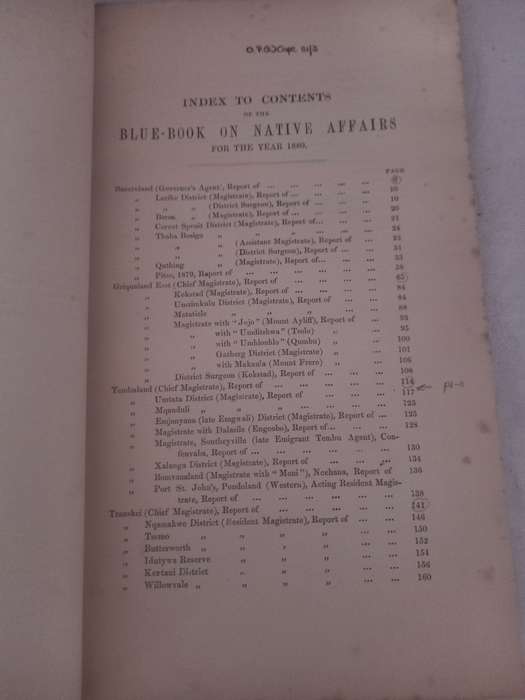 INDEX TO CONTENTS
OF THE
BLUE-BOOK ON NATIVE AFFAIRS
FOR THE YEAR 1880.
PAGE
Basutoland (Governor's Agent), Report of ... ... ... ... ...
„ Leribe District (Magistrate), Report of ... ... ... ... 10
„ „ „ (District Surgeon), Report of ... ... ... 19
„ Berea „ (Magistrate), Report of ... ... ... ... 20
„ Cornet Spruit District (Magistrate), Report of... ... ... 21
„ Thaba Bosigo „ „ „ ... ... ... 24
„ „ „ (Assistant Magistrate), Report of ...
„ „ „ (District Surgeon), Report of ... ... 31
„ Quthing „ (Magistrate), Report of... ... ... 33
„ Pitso, 1879, Report of ... ... ... ... ... ...
Griqualand East (Chief Magistrate), Report of ... ... ... ...
„ Kokstad (Magistrate), Report of ... ... ... ... 84
„ Umzimkulu District (Magistrate), Report of ... ... 84
„ Matatiele „ „ „ ... ... 88
„ Magistrate with "Jojo" (Mount Ayliff), Report of ... 93
„ „ with "Umditshwa" (Tsolo) „ ... 95
„ „ with "Umhlonhlo" (Qumbu) „ ... 100
„ „ Gatberg District (Magistrate) „ ... 101
„ „ with Makaula (Mount Frere) „ ... 106
„ District Surgeon (Kokstad), Report of ... ... ... 108
Tembuland (Chief Magistrate), Report of ... ... ... ... ... 114
„ Umtata District (Magistrate), Report of ... ... ... 117
„ Mqanduli „ „ „ ... ... ...
„ Emjanyana (late Emgwali) District (Magistrate), Report of ... 125
„ Magistrate with Dalasile (Engcobo), Report of... ... ... 128
„ Magistrate, Southeyville (late Emigrant Tembu Agent), Con-
fenvaba, Report of ... ... ... ... ... ... 130
„ Xalanga District (Magistrate), Report of ... ... ... 134
„ Bomvanaland (Magistrate with "Moni"), Report of 136
„ Port St. John's, Pondoland (Western), Acting Resident Magis-
trate, Report of ... ... ... ... ... ... 138
Transkei (Chief Magistrate), Report of ... ... ... ... ... 141
„ Nqamakwe District (Resident Magistrate), Report of ... ... 146
„ Tsomo „ „ „ „ ... ... 150
„ Butterworth „ „ „ „ ... ... 152
„ Idutywa Reserve „ „ „ ... ... 154
„ Kentani District „ „ „ ... ... 156
„ Willowvale „ „ „ „ ... ... 160